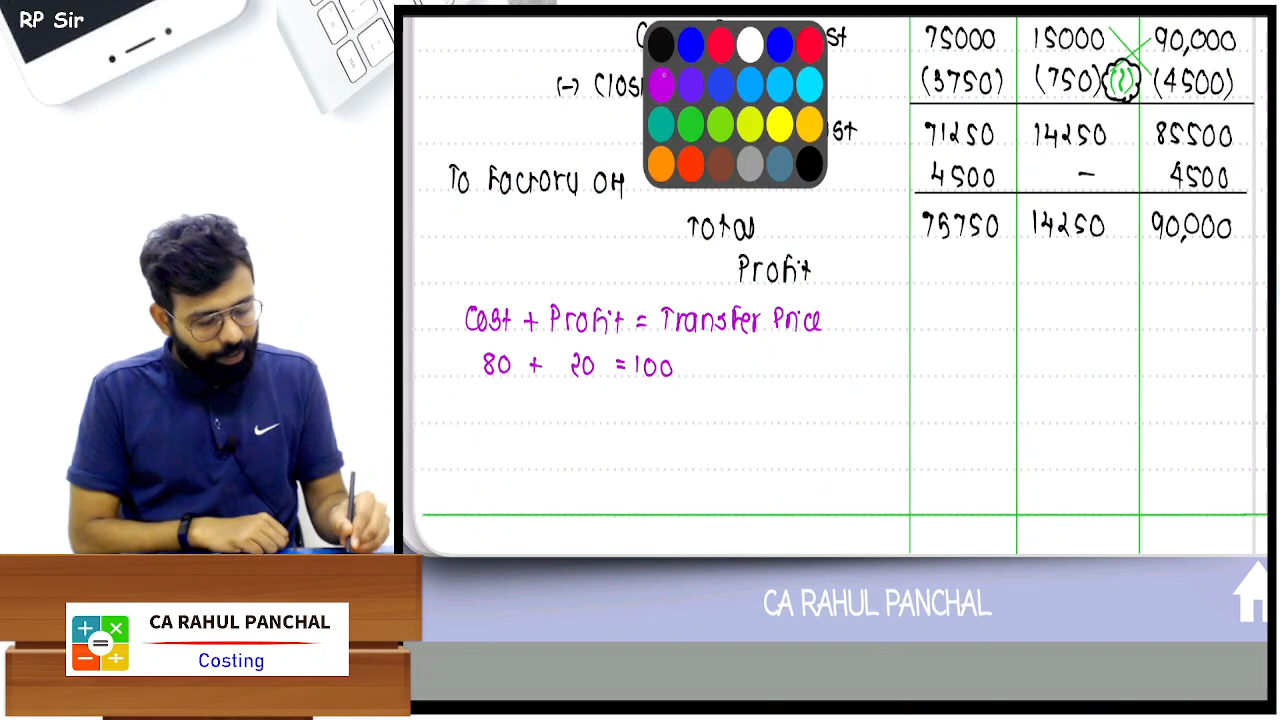 RP Sir
st 75000 15000 90,000
(-) Clos (3750) (750) (4500)
st 71250 14250 85500
To Factory OH 4500 - 4500
Total 75750 14250 90,000
Profit
Cost + Profit = Transfer Price
80 + 20 = 100
CA RAHUL PANCHAL
CA RAHUL PANCHAL
Costing